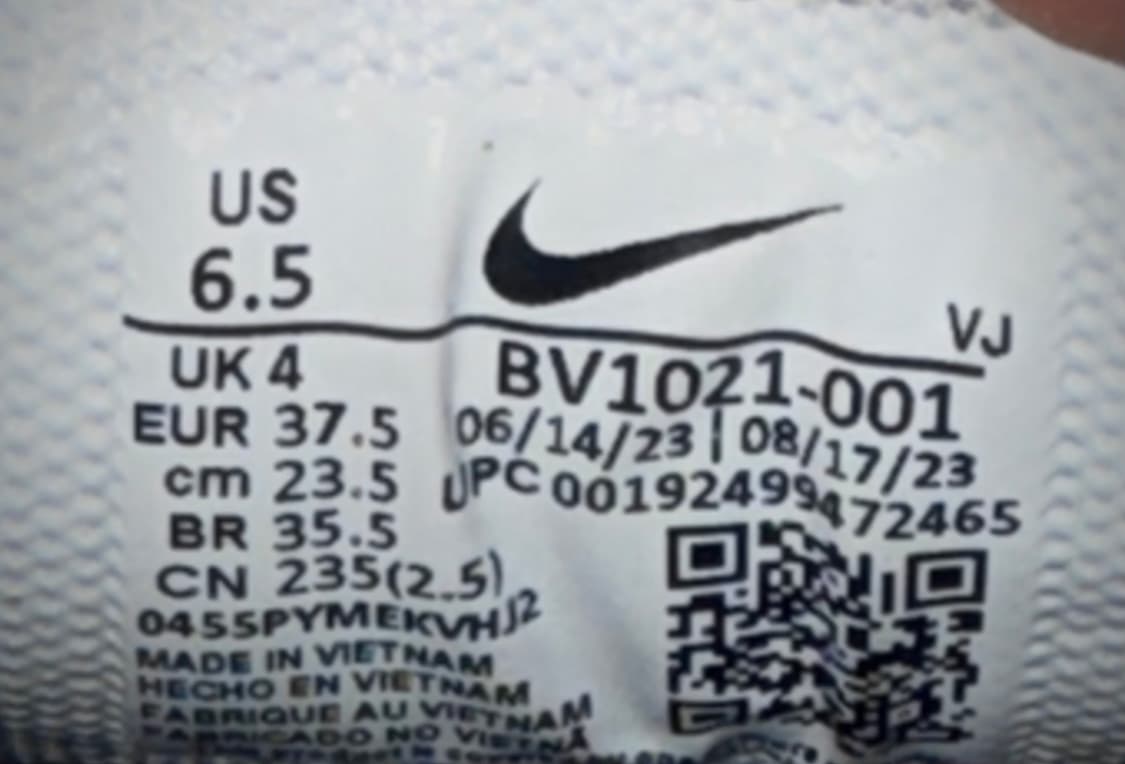 US
6.5
VJ
UK 4
EUR 37.5
cm 23.5
BR 35.5
CN 235(2.5)
BV1021-001
06/14/23 | 08/17/23
UPC 00192499472465
0455PYMEKVHJ2
MADE IN VIETNAM
HECHO EN VIETNAM
FABRIQUE AU VIETNAM
FABRICADO NO VIETNÃ